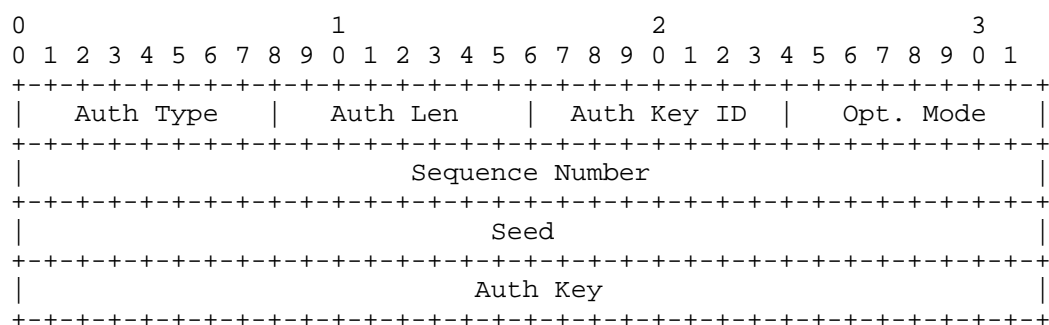 0                   1                   2                   3
0 1 2 3 4 5 6 7 8 9 0 1 2 3 4 5 6 7 8 9 0 1 2 3 4 5 6 7 8 9 0 1
+-+-+-+-+-+-+-+-+-+-+-+-+-+-+-+-+-+-+-+-+-+-+-+-+-+-+-+-+-+-+-+-+
|   Auth Type   |   Auth Len    |  Auth Key ID  |   Opt. Mode   |
+-+-+-+-+-+-+-+-+-+-+-+-+-+-+-+-+-+-+-+-+-+-+-+-+-+-+-+-+-+-+-+-+
|                        Sequence Number                        |
+-+-+-+-+-+-+-+-+-+-+-+-+-+-+-+-+-+-+-+-+-+-+-+-+-+-+-+-+-+-+-+-+
|                             Seed                              |
+-+-+-+-+-+-+-+-+-+-+-+-+-+-+-+-+-+-+-+-+-+-+-+-+-+-+-+-+-+-+-+-+
|                            Auth Key                           |
+-+-+-+-+-+-+-+-+-+-+-+-+-+-+-+-+-+-+-+-+-+-+-+-+-+-+-+-+-+-+-+-+